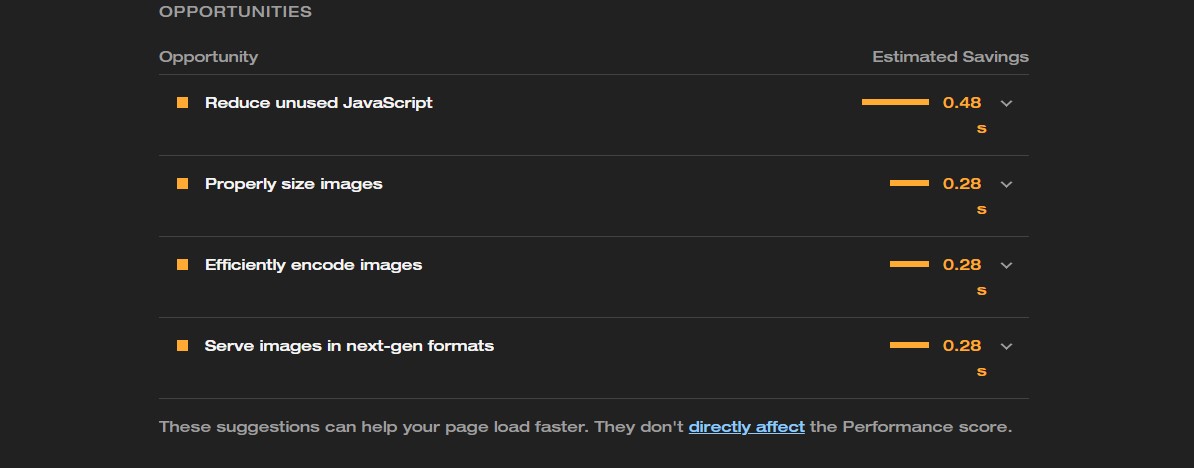 OPPORTUNITIES
Opportunity Estimated Savings
Reduce unused JavaScript 0.48
s
Properly size images 0.28
s
Efficiently encode images 0.28
s
Serve images in next-gen formats 0.28
s
These suggestions can help your page load faster. They don't directly affect the Performance score.